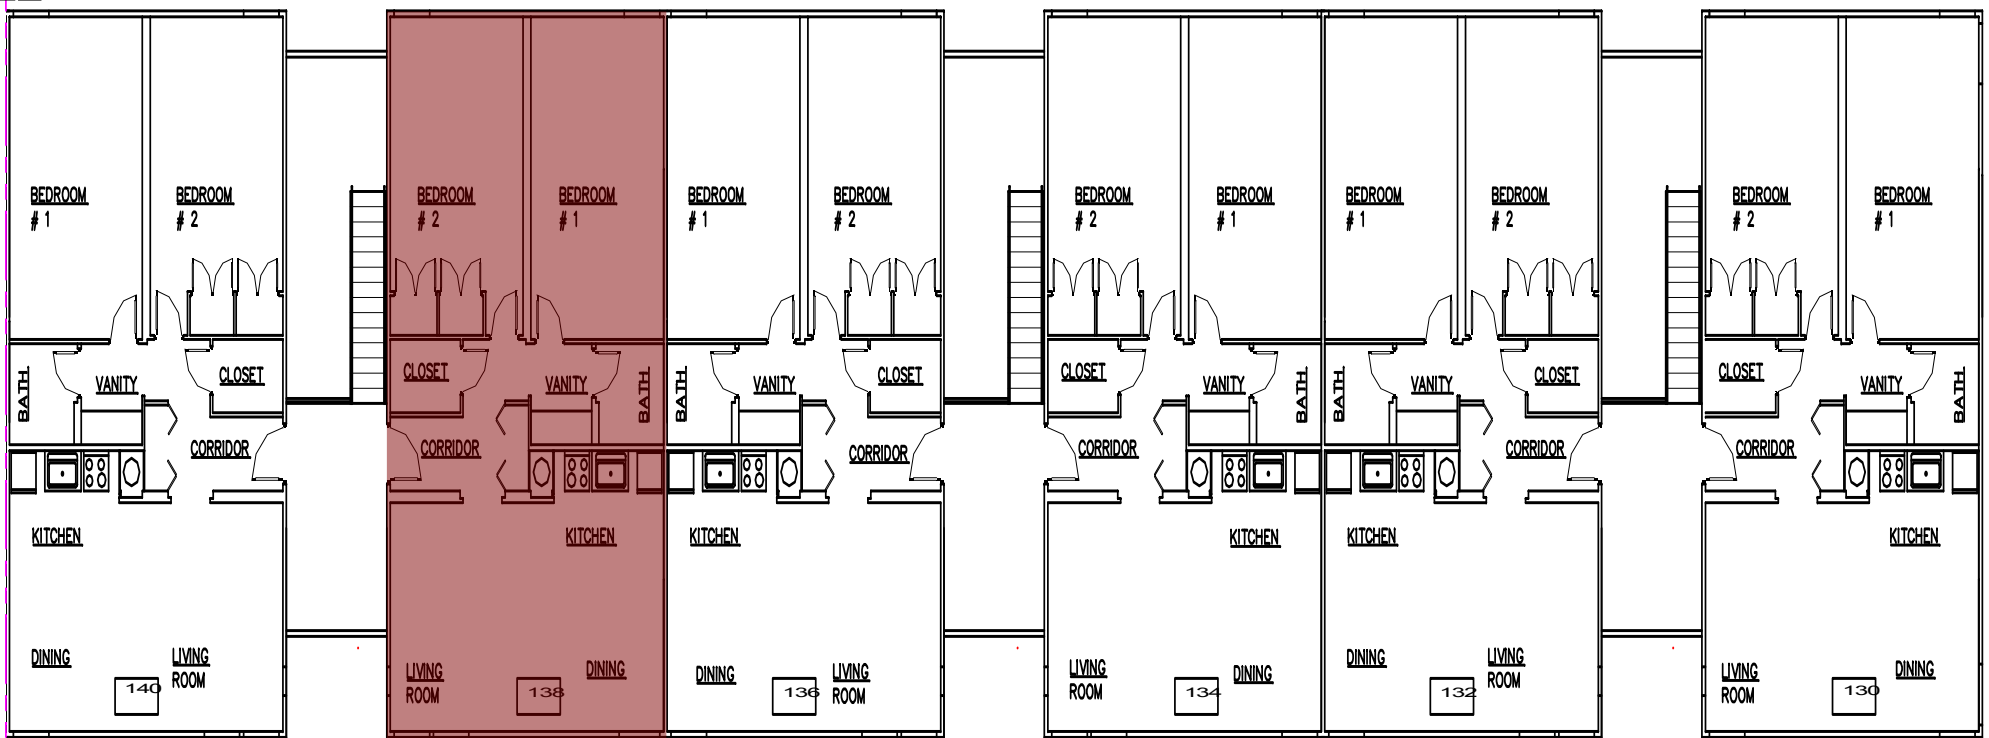 BEDROOM
# 1
BEDROOM
# 2
BEDROOM
# 2
BEDROOM
# 1
BEDROOM
# 1
BEDROOM
# 2
BEDROOM
# 2
BEDROOM
# 1
BEDROOM
# 1
BEDROOM
# 2
BEDROOM
# 2
BEDROOM
# 1
BATH
VANITY
CLOSET
CLOSET
VANITY
BATH
BATH
VANITY
CLOSET
CLOSET
VANITY
BATH
BATH
VANITY
CLOSET
CLOSET
VANITY
BATH
CORRIDOR
CORRIDOR
CORRIDOR
CORRIDOR
CORRIDOR
CORRIDOR
KITCHEN
KITCHEN
KITCHEN
KITCHEN
KITCHEN
KITCHEN
DINING
LIVING
ROOM
140
LIVING
ROOM
138
DINING
DINING
136
LIVING
ROOM
LIVING
ROOM
134
DINING
DINING
132
LIVING
ROOM
LIVING
ROOM
130
DINING